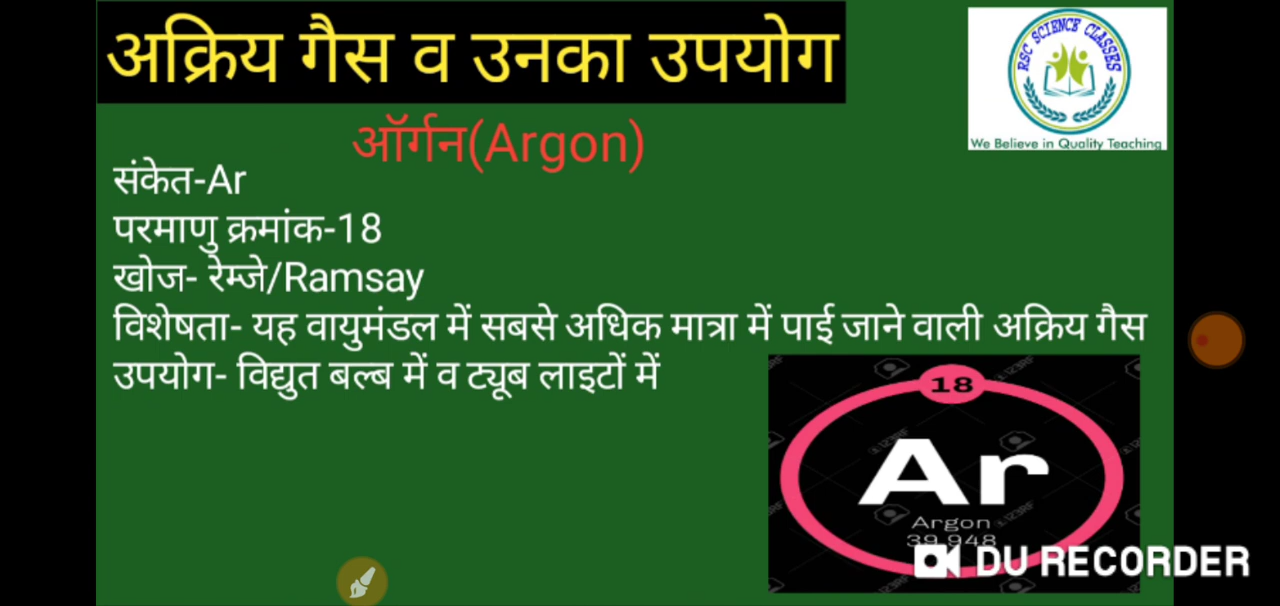 अक्रिय गैस व उनका उपयोग
RSC SCIENCE CLASSES
We Believe in Quality Teaching
ऑर्गन(Argon)
संकेत-Ar
परमाणु क्रमांक-18
खोज- रेम्जे/Ramsay
विशेषता- यह वायुमंडल में सबसे अधिक मात्रा में पाई जाने वाली अक्रिय गैस
उपयोग- विद्युत बल्ब में व ट्यूब लाइटों में
18
Ar
Argon
39.948
DU RECORDER